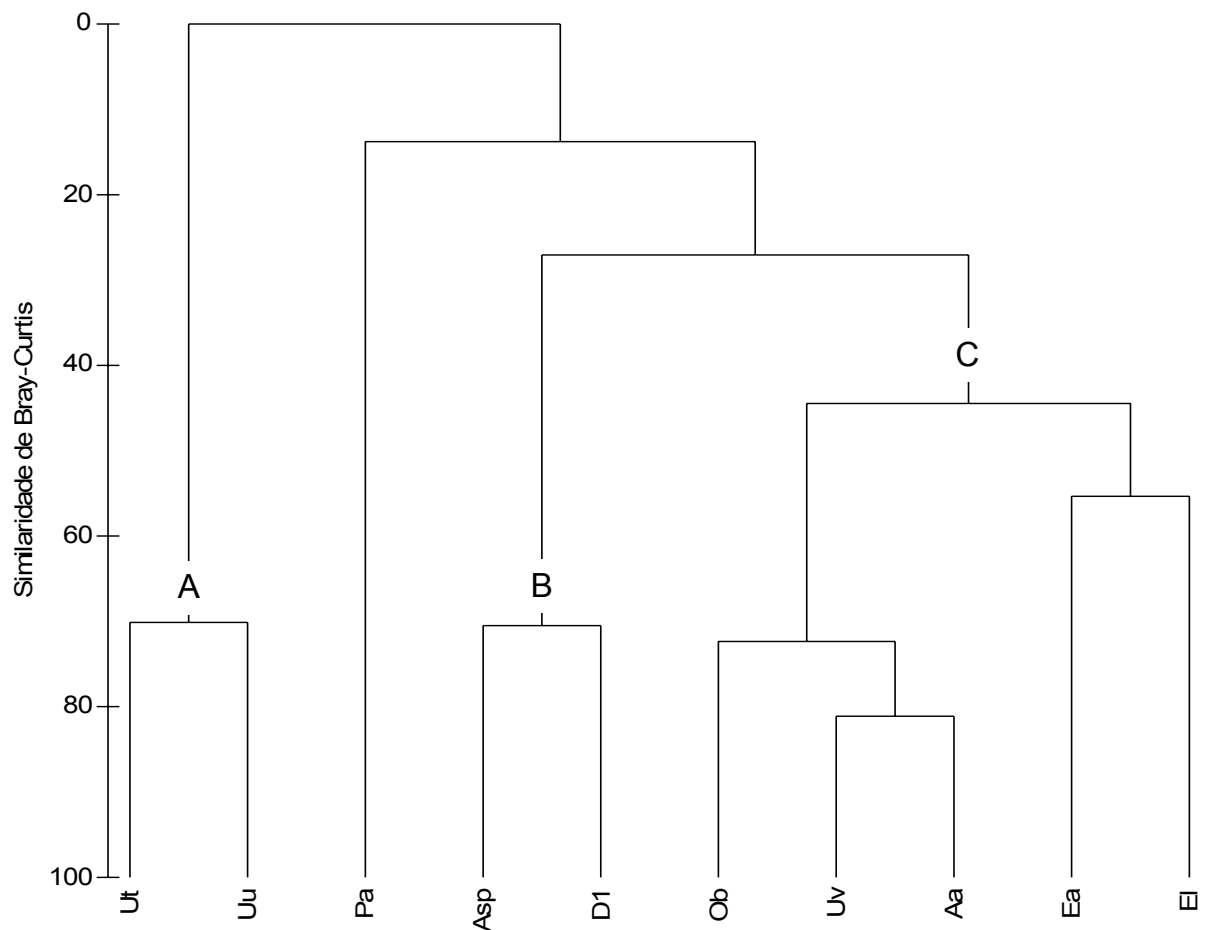 0
20
40
60
80
100
Similaridade de Bray-Curtis
A
B
C
Ut
Uu
Pa
Asp
D1
Ob
Uv
Aa
Ea
El